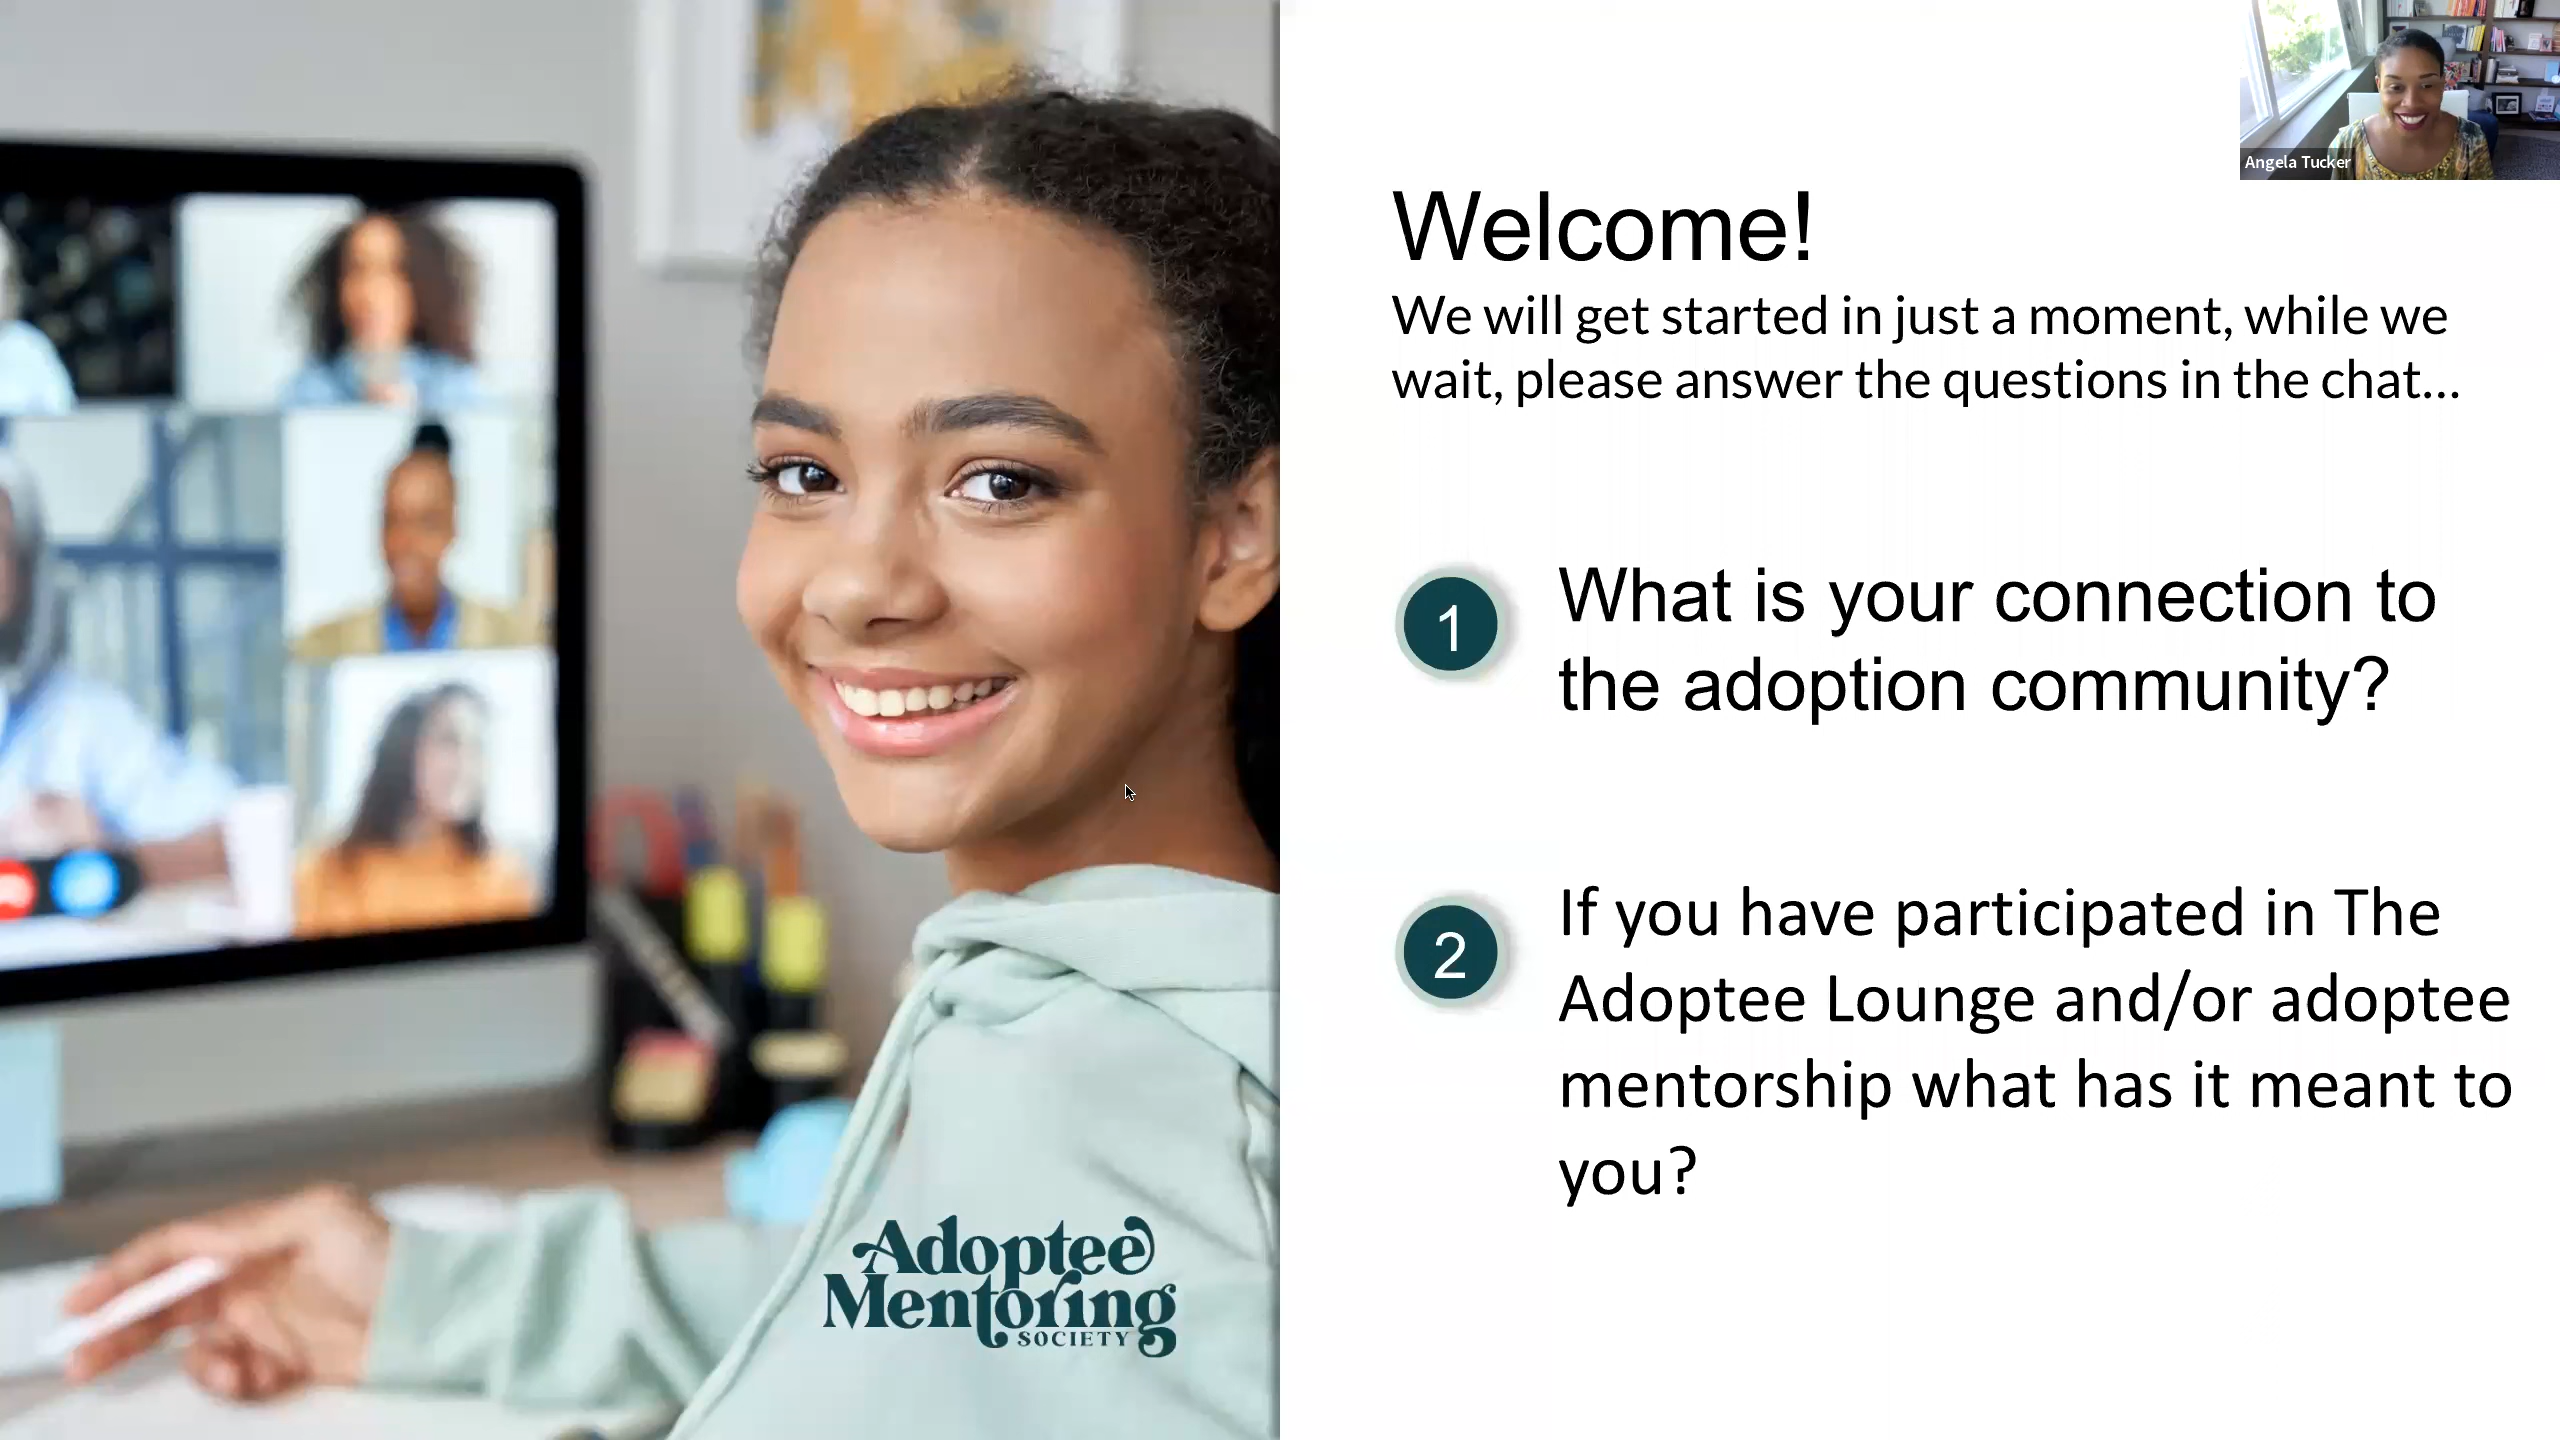 Angela Tucker
Welcome!
We will get started in just a moment, while we
wait, please answer the questions in the chat...
1
What is your connection to
the adoption community?
2
If you have participated in The
Adoptee Lounge and/or adoptee
mentorship what has it meant to
you?
Adoptee
Mentoring
SOCIETY